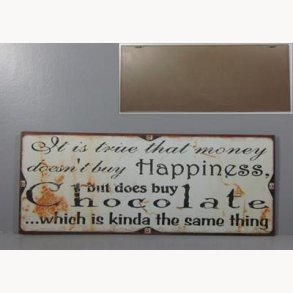 It is true that money
doesn't buy Happiness,
but does buy
Chocolate
...which is kinda the same thing